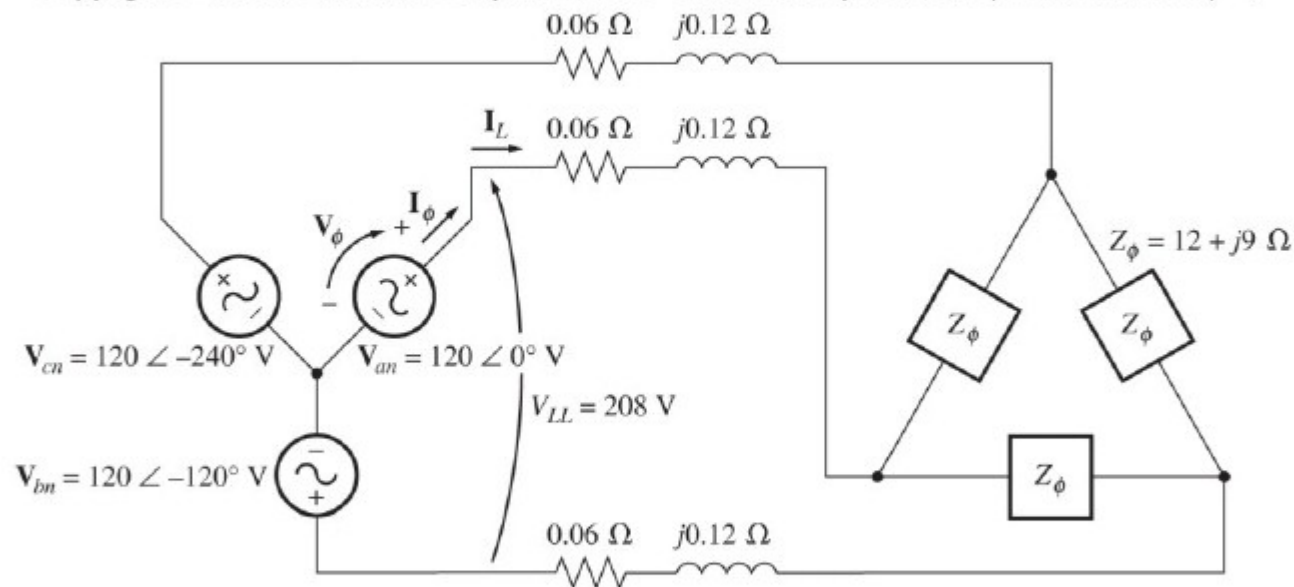 0.06 Ω j0.12 Ω
I_L 0.06 Ω j0.12 Ω
V_ϕ + I_ϕ
–
Z_ϕ = 12 + j9 Ω
Z_ϕ Z_ϕ
V_cn = 120 ∠ –240° V V_an = 120 ∠ 0° V
V_LL = 208 V
V_bn = 120 ∠ –120° V
–
+
Z_ϕ
0.06 Ω j0.12 Ω